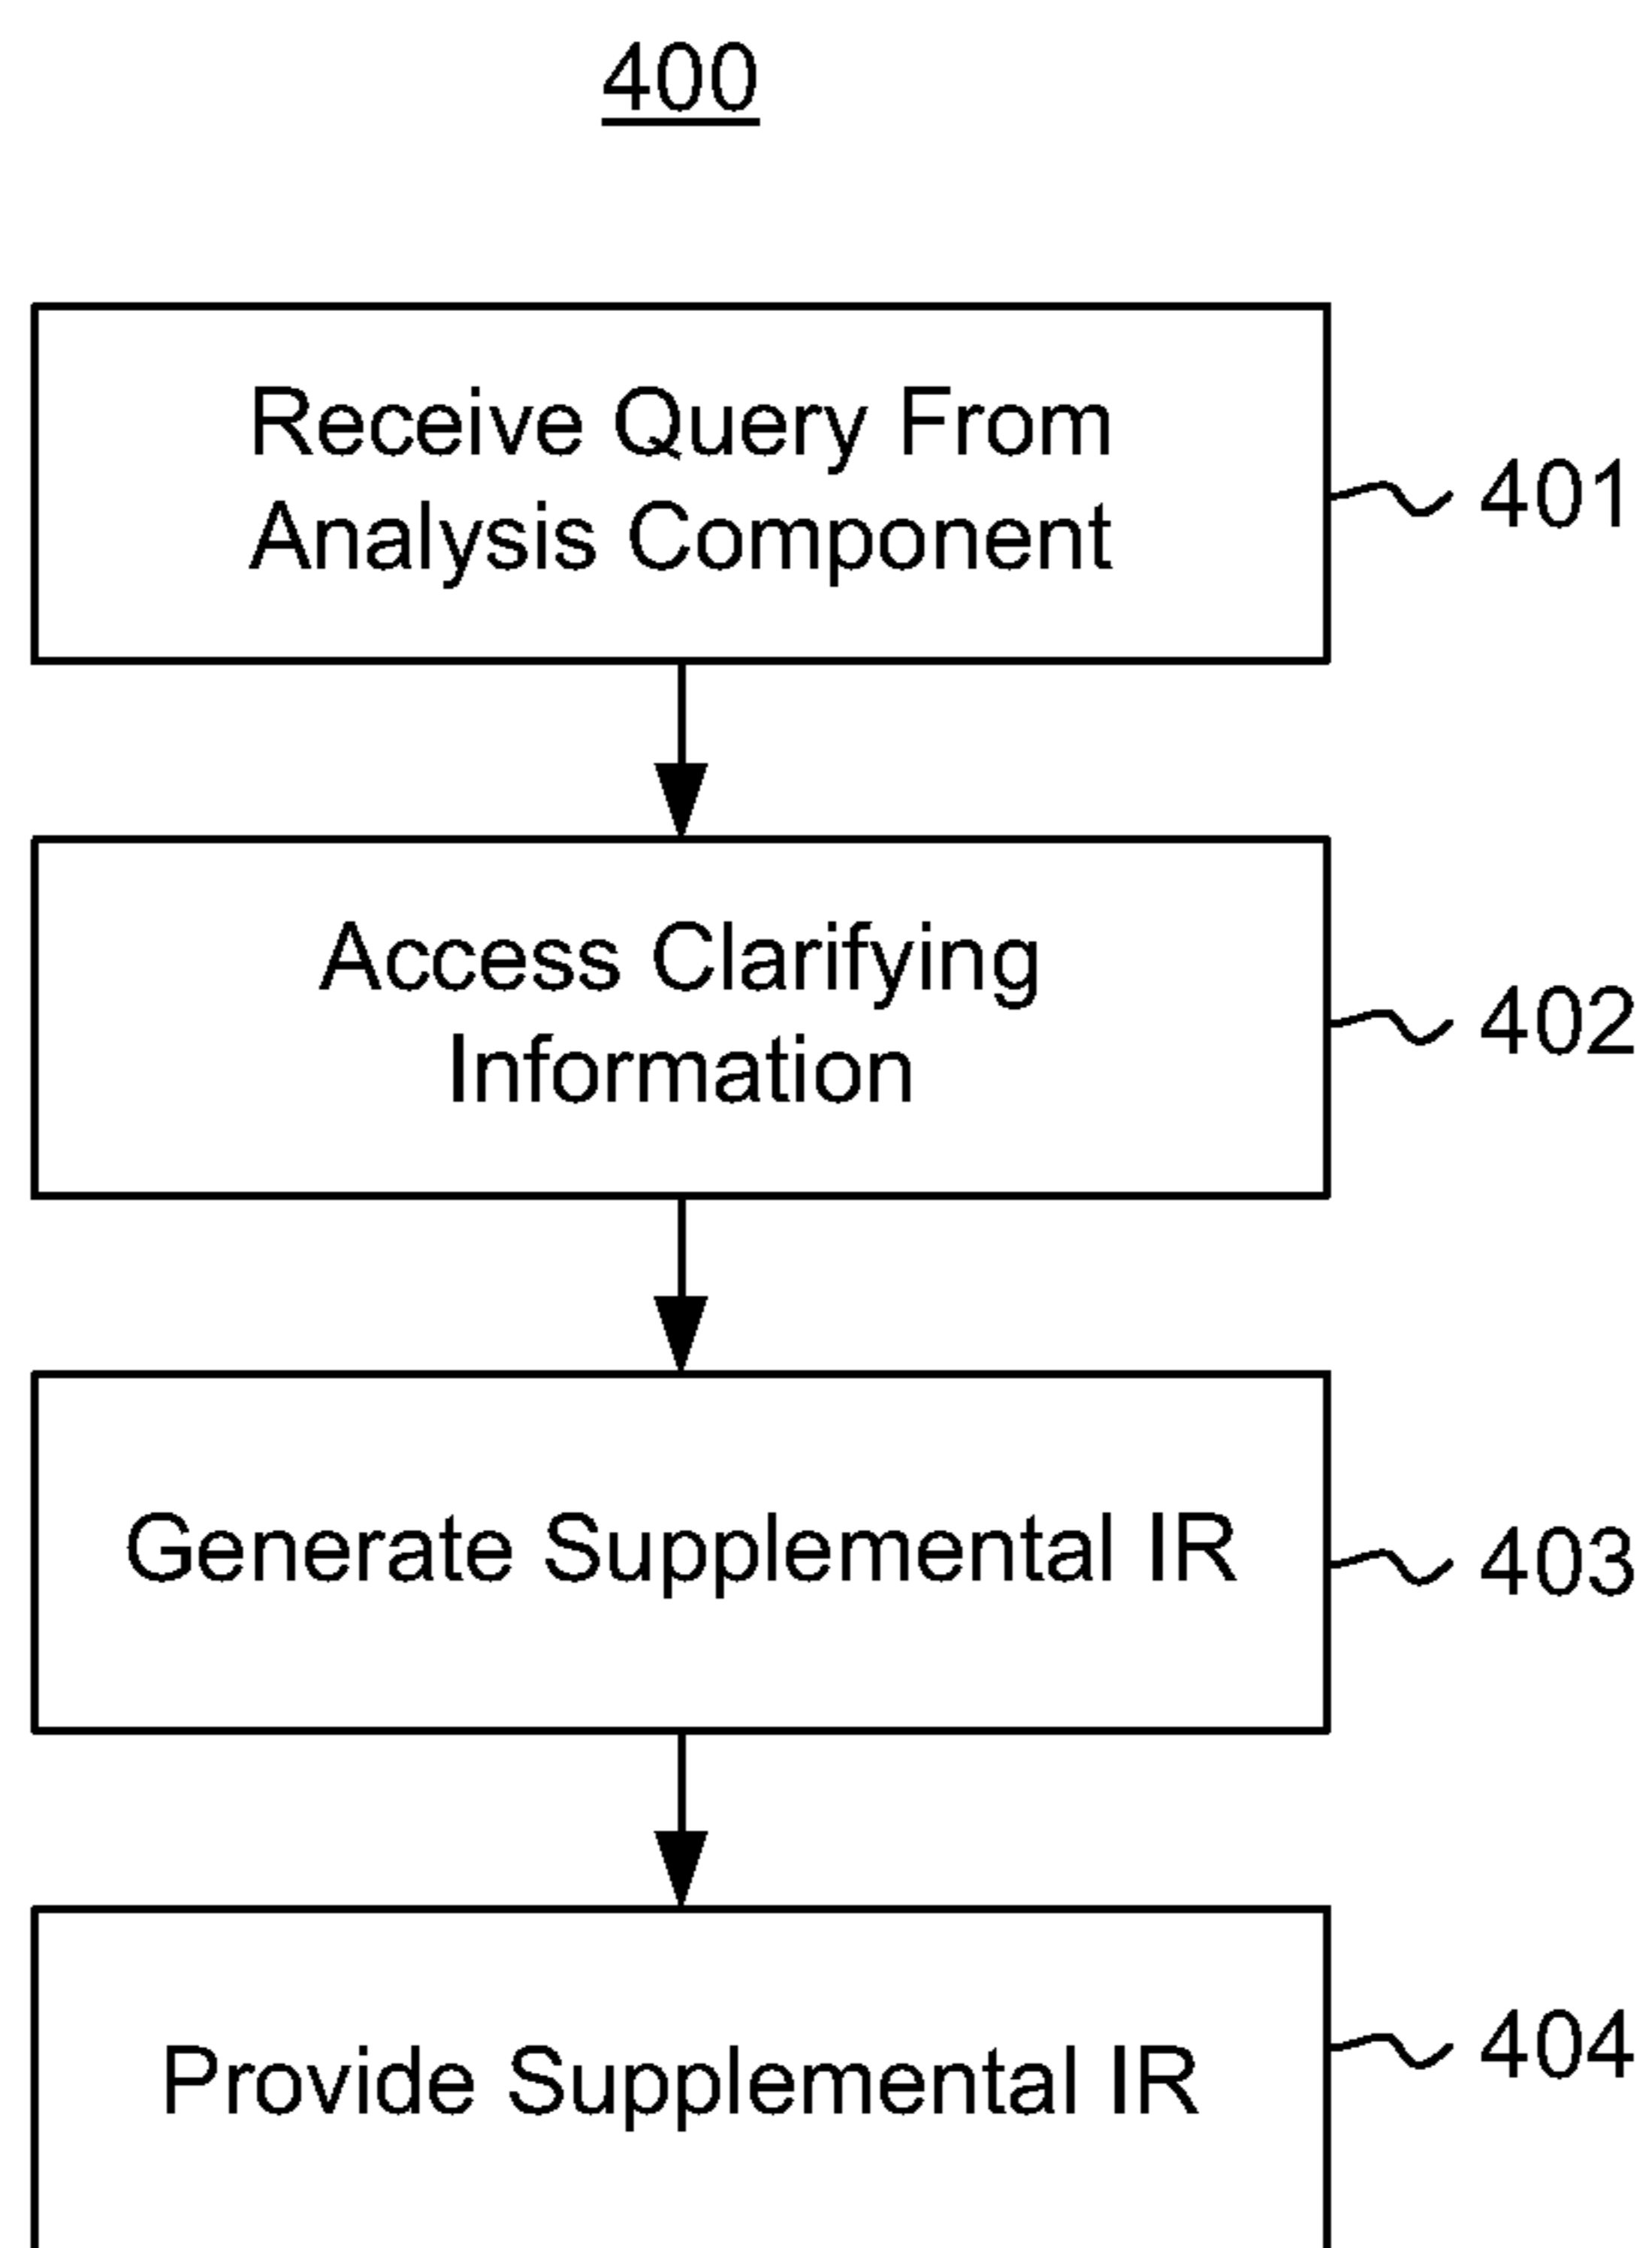 400
Receive Query From
Analysis Component
401
Access Clarifying
Information
402
Generate Supplemental IR
403
Provide Supplemental IR
404